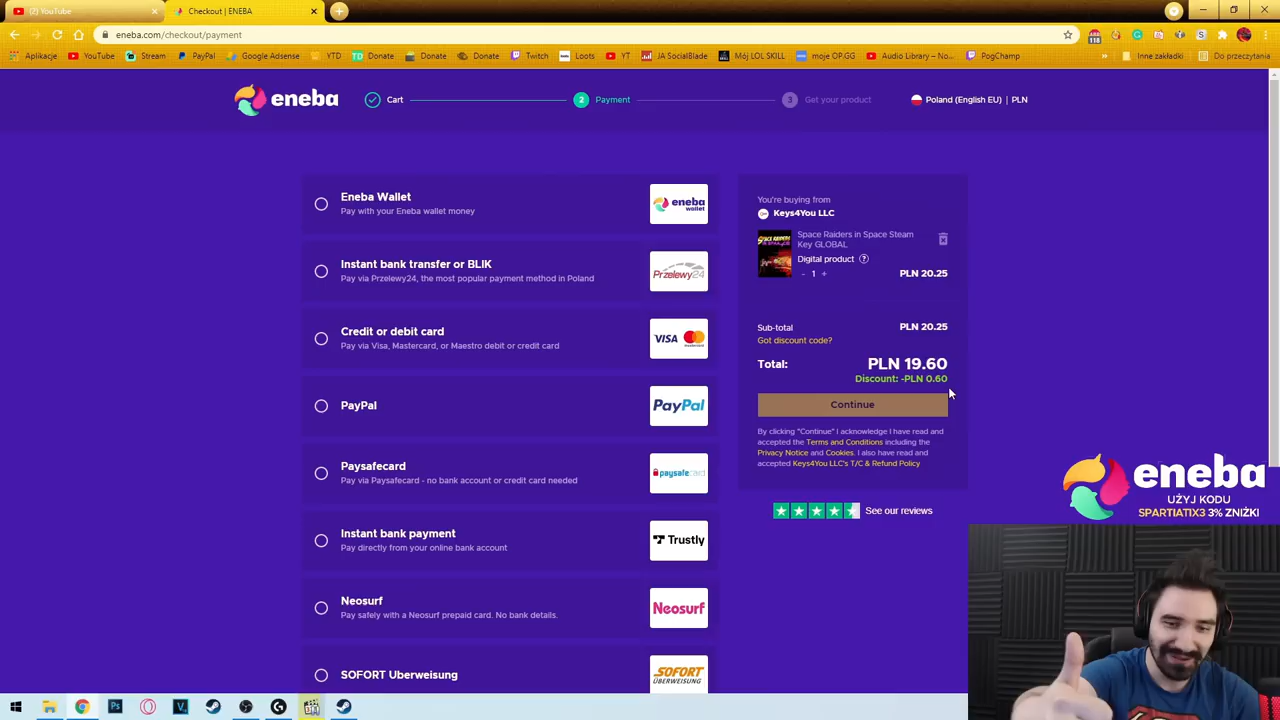 (2) YouTube
Checkout | ENEBA
eneba.com/checkout/payment
Aplikacje
YouTube
Stream
PayPal
Google Adsense
YTD
Donate
Donate
Donate
Twitch
Loots
YT
JA SocialBlade
Mój LOL SKILL
moje OP.GG
Audio Library – No...
PogChamp
Inne zakładki
Do przeczytania
eneba
Cart
2 Payment
3 Get your product
Poland (English EU) | PLN
Eneba Wallet
Pay with your Eneba wallet money
eneba
wallet
Instant bank transfer or BLIK
Pay via Przelewy24, the most popular payment method in Poland
Przelewy24
Credit or debit card
Pay via Visa, Mastercard, or Maestro debit or credit card
VISA
PayPal
PayPal
Paysafecard
Pay via Paysafecard - no bank account or credit card needed
paysafecard
Instant bank payment
Pay directly from your online bank account
Trustly
Neosurf
Pay safely with a Neosurf prepaid card. No bank details.
Neosurf
SOFORT Uberweisung
SOFORT
ÜBERWEISUNG
You're buying from
Keys4You LLC
Space Raiders in Space Steam
Key GLOBAL
Digital product ?
- 1 +
PLN 20.25
Sub-total
PLN 20.25
Got discount code?
Total:
PLN 19.60
Discount: -PLN 0.60
Continue
By clicking "Continue" I acknowledge I have read and
accepted the Terms and Conditions including the
Privacy Notice and Cookies. I also have read and
accepted Keys4You LLC's T/C & Refund Policy
See our reviews
eneba
UŻYJ KODU
SPARTIATIX3 3% ZNIŻKI